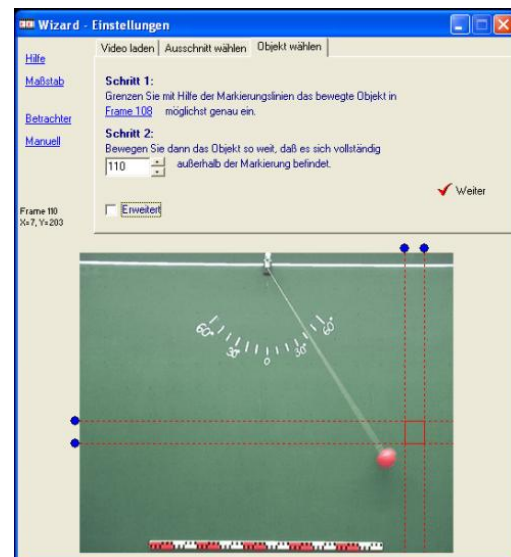 Wizard - Einstellungen
Hilfe
Maßstab
Betrachter
Manuell
Frame 110
X=7, Y=203
Video laden Ausschnitt wählen Objekt wählen
Schritt 1:
Grenzen Sie mit Hilfe der Markierungslinien das bewegte Objekt in
Frame 108 möglichst genau ein.
Schritt 2:
Bewegen Sie dann das Objekt so weit, daß es sich vollständig
110 außerhalb der Markierung befindet.
Weiter
Erweitert
60° 30° 0 30° 60°